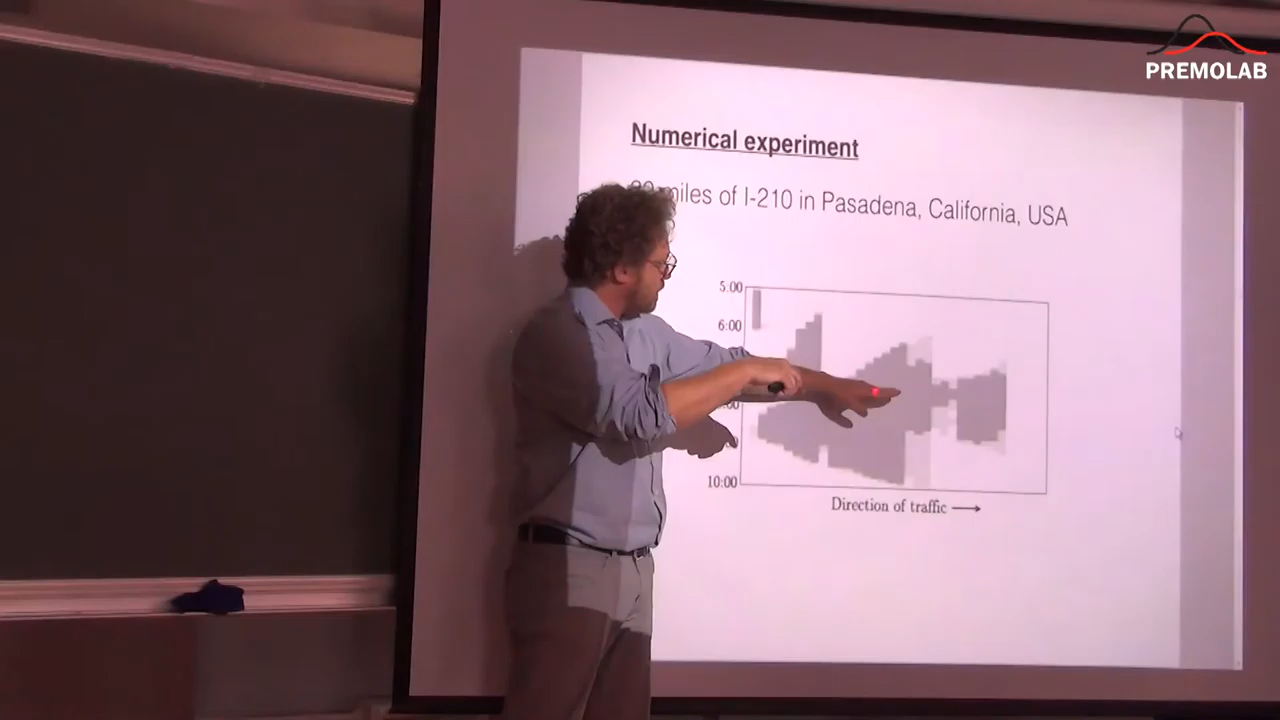 PREMOLAB
Numerical experiment
miles of I-210 in Pasadena, California, USA
5.00
6:00
10:00
Direction of traffic →